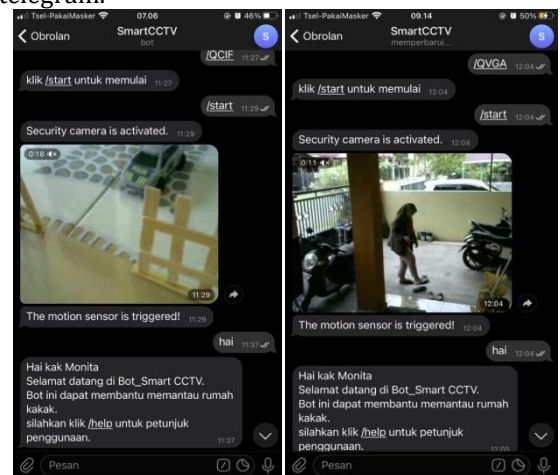 telegram.
Tsel-PakaiMasker
07.06
46%
Obrolan
SmartCCTV
bot
S
/QCIF 11:27
klik /start untuk memulai 11:27
/start 11:29
Security camera is activated. 11:29
0:18
11:29
The motion sensor is triggered! 11:29
hai 11:37
Hai kak Monita
Selamat datang di Bot_Smart CCTV.
Bot ini dapat membantu memantau rumah
kakak.
silahkan klik /help untuk petunjuk
penggunaan. 11:37
Pesan
Tsel-PakaiMasker
09.14
50%
Obrolan
SmartCCTV
memperbarui...
S
/QVGA 12:04
klik /start untuk memulai 12:04
/start 12:04
Security camera is activated. 12:04
0:11
12:04
The motion sensor is triggered! 12:04
hai 12:04
Hai kak Monita
Selamat datang di Bot_Smart CCTV.
Bot ini dapat membantu memantau rumah
kakak.
silahkan klik /help untuk petunjuk
penggunaan. 12:05
Pesan